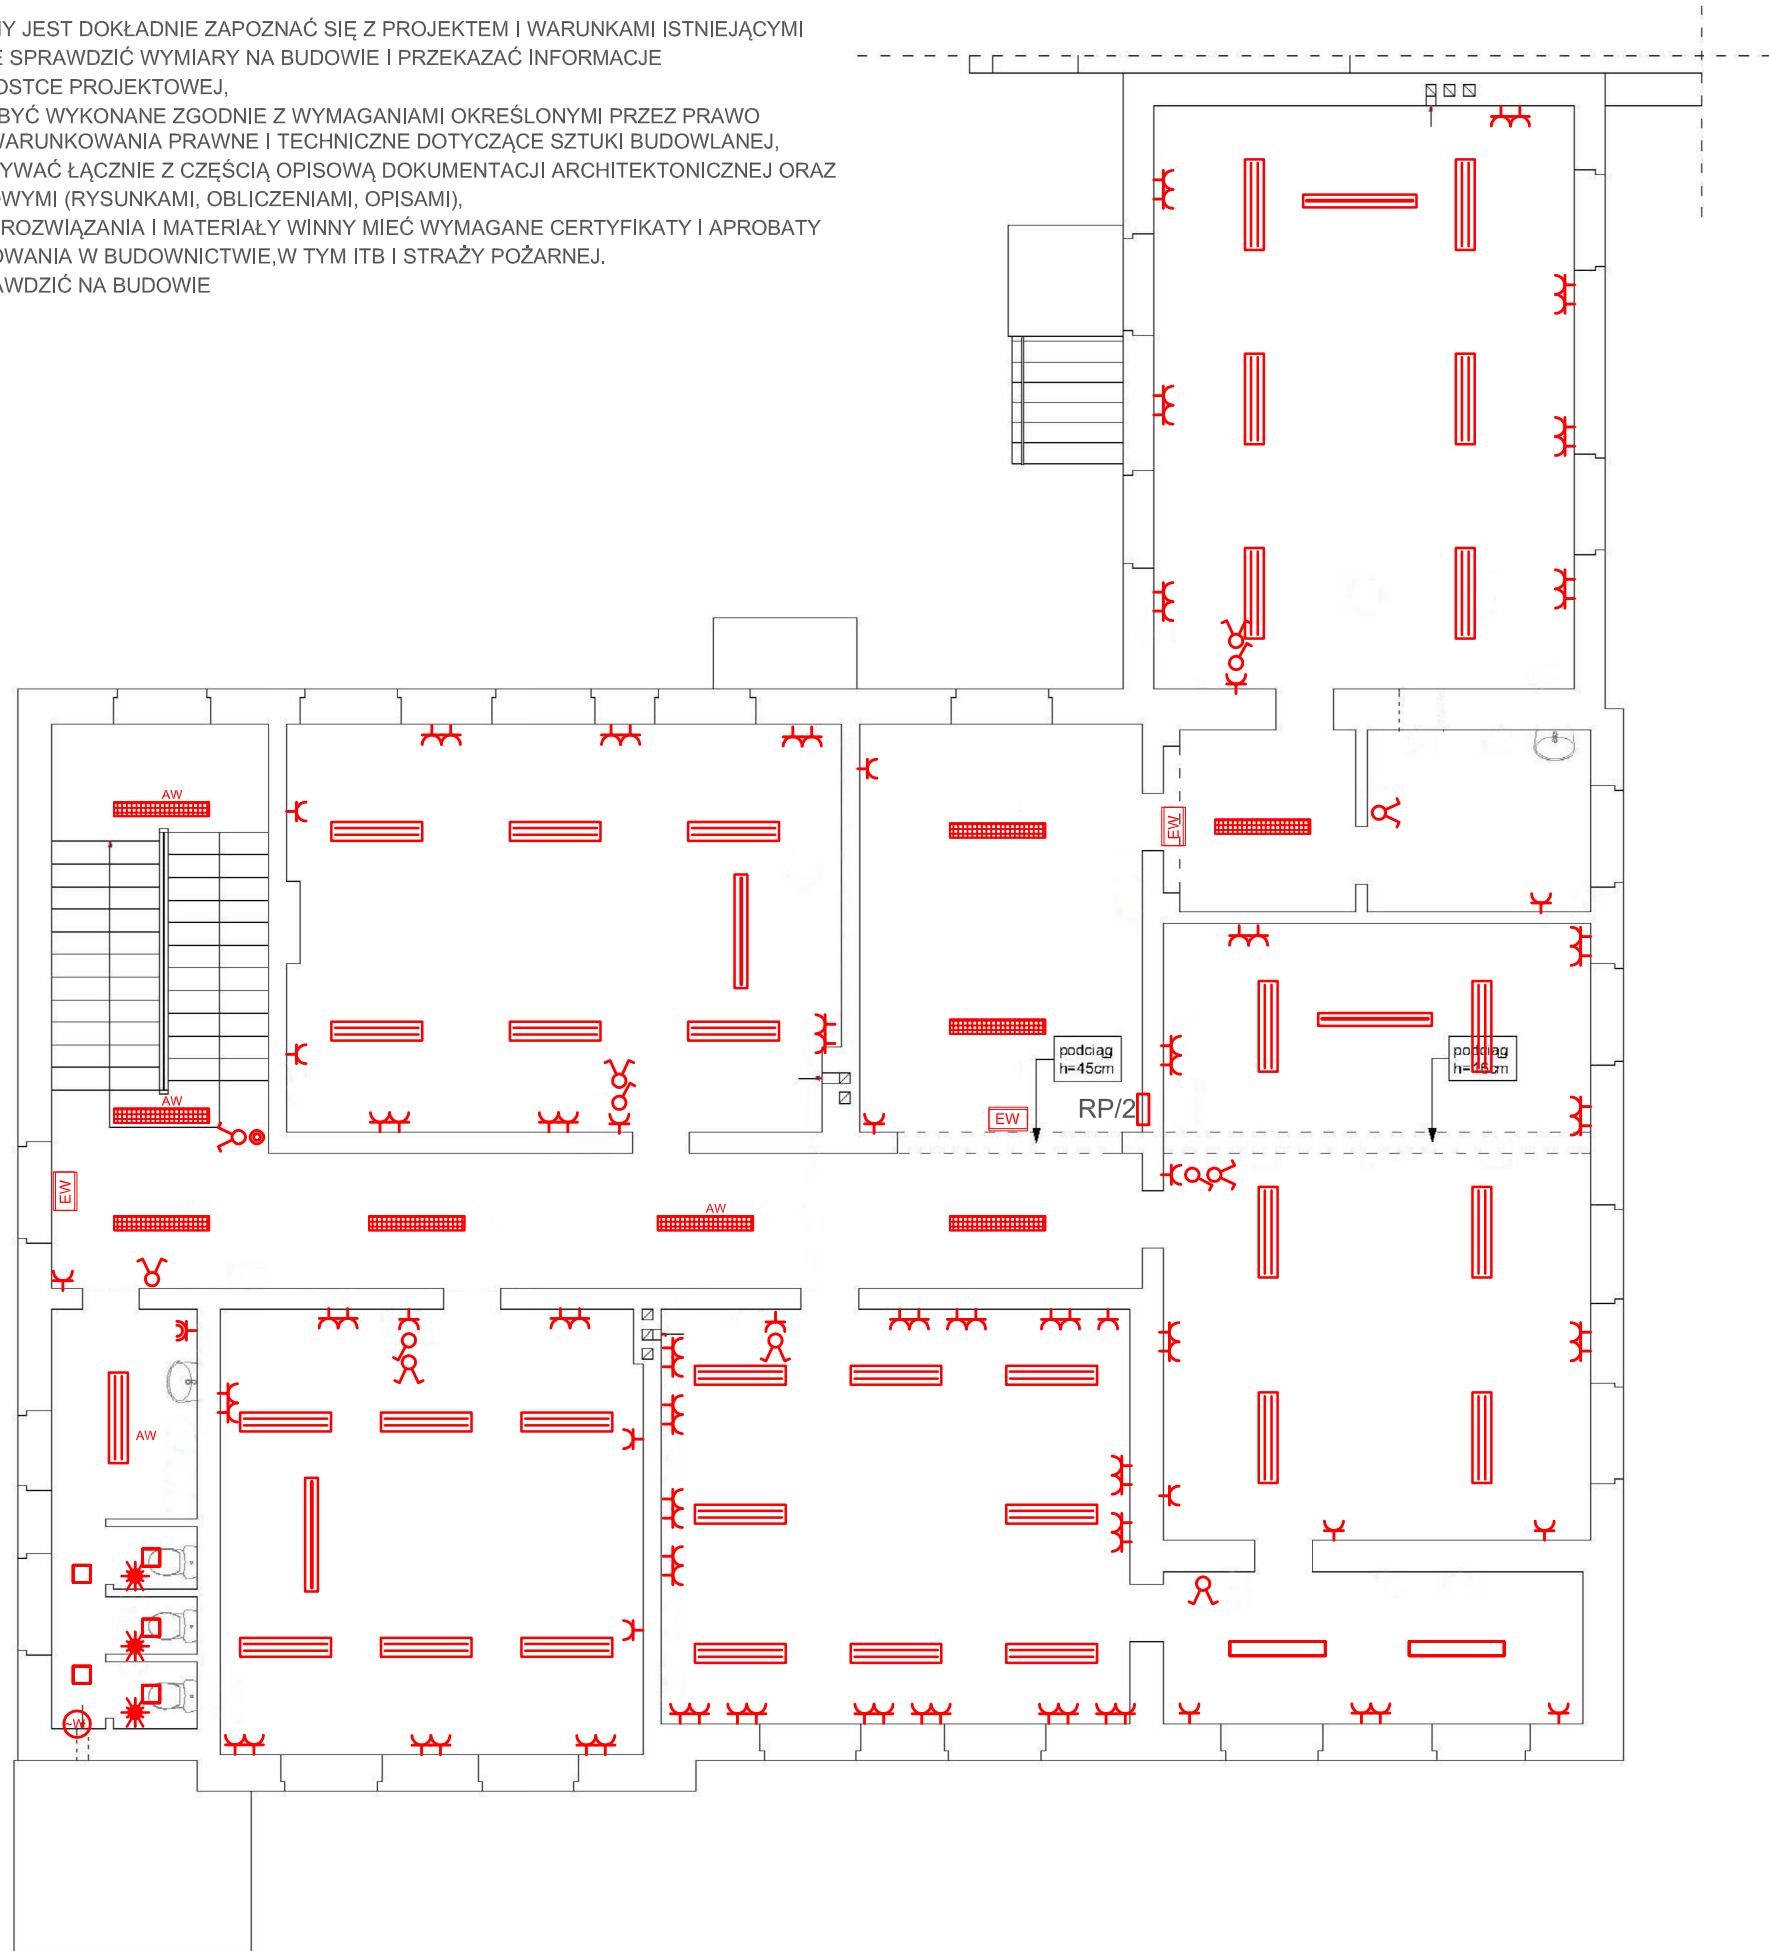 Y JEST DOKŁADNIE ZAPOZNAĆ SIĘ Z PROJEKTEM I WARUNKAMI ISTNIEJĄCYMI
E SPRAWDZIĆ WYMIARY NA BUDOWIE I PRZEKAZAĆ INFORMACJE
OSTCE PROJEKTOWEJ,
BYĆ WYKONANE ZGODNIE Z WYMAGANIAMI OKREŚLONYMI PRZEZ PRAWO
WARUNKOWANIA PRAWNE I TECHNICZNE DOTYCZĄCE SZTUKI BUDOWLANEJ,
YWAĆ ŁĄCZNIE Z CZĘŚCIĄ OPISOWĄ DOKUMENTACJI ARCHITEKTONICZNEJ ORAZ
OWYMI (RYSUNKAMI, OBLICZENIAMI, OPISAMI),
ROZWIĄZANIA I MATERIAŁY WINNY MIEĆ WYMAGANE CERTYFIKATY I APROBATY
OWANIA W BUDOWNICTWIE,W TYM ITB I STRAŻY POŻARNEJ.
AWDZIĆ NA BUDOWIE
AW
EW
podciąg
h=45cm
podciąg
AW
EW
RP/2
EW
AW
AW
~W